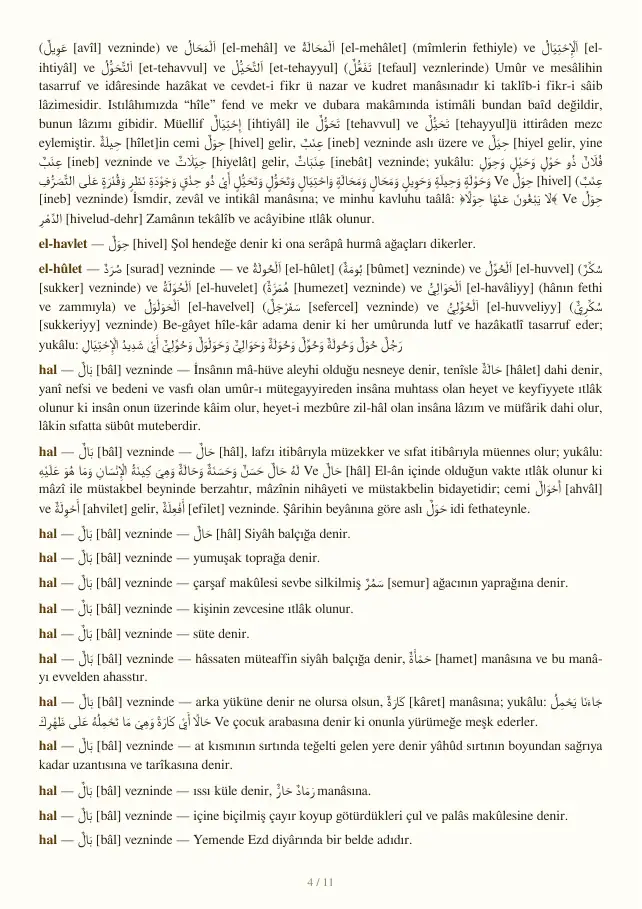 (عَوِيلٌ [avîl] vezninde) ve اَلْمَحَالُ [el-mehâl] ve اَلْمَحَالَةُ [el-mehâlet] (mîmlerin fethiyle) ve اَلْإِحْتِيَالُ [el-
ihtiyâl] ve اَلتَّحَوُّلُ [et-tehavvul] ve اَلتَّحَيُّلُ [et-tehayyul] (تَفَعُّلٌ [tefaul] veznlerinde) Umûr ve mesâlihin
tasarruf ve idâresinde hazâkat ve cevdet-i fikr ü nazar ve kudret manâsınadır ki taklîb-i fikr-i sâib
lâzimesidir. Istılâhımızda “hîle” fend ve mekr ve dubara makâmında istimâli bundan baîd değildir,
bunun lâzımı gibidir. Müellif إِحْتِيَالٌ [ihtiyâl] ile تَحَوُّلٌ [tehavvul] ve تَحَيُّلٌ [tehayyul]ü ittirâden mezc
eylemiştir. حِيلَةٌ [hîlet]in cemi حِوَلٌ [hivel] gelir, عِنَبٌ [ineb] vezninde aslı üzere ve حِيَلٌ [hiyel gelir, yine
عِنَبٌ [ineb] vezninde ve حِيَلَاتٌ [hiyelât] gelir, عِنَبَاتٌ [inebât] vezninde; yukâlu: فُلَانٌ ذُو حَوْلٍ وَحَيْلٍ وَحِوَلٍ
وَحَوْلَةٍ وَحِيلَةٍ وَحَوِيلٍ وَمَحَالٍ وَمَحَالَةٍ وَاحْتِيَالٍ وَتَحَوُّلٍ وَتَحَيُّلٍ أَيْ ذُو حِذْقٍ وَجَوْدَةِ نَظَرٍ وَقُدْرَةٍ عَلَى التَّصَرُّفِ Ve حِوَلٌ [hivel] (عِنَبٌ
[ineb] vezninde) İsmdir, zevâl ve intikâl manâsına; ve minhu kavluhu taâlâ: ﴿لَا يَبْغُونَ عَنْهَا حِوَلًا﴾ Ve حِوَلُ
الدَّهْرِ [hivelud-dehr] Zamânın tekâlîb ve acâyibine ıtlâk olunur.
el-havlet — حِوَلٌ [hivel] Şol hendeğe denir ki ona serâpâ hurmâ ağaçları dikerler.
el-hûlet — صُرَدٌ [surad] vezninde — ve اَلْحُولَةُ [el-hûlet] (بُومَةٌ [bûmet] vezninde) ve اَلْحُوَّلُ [el-huvvel] (سُكَّرٌ
[sukker] vezninde) ve اَلْحُوَلَةُ [el-huvelet] (هُمَزَةٌ [humezet] vezninde) ve اَلْحَوَالِيُّ [el-havâliyy] (hânın fethi
ve zammıyla) ve اَلْحَوَلْوَلُ [el-havelvel] (سَفَرْجَلٌ [sefercel] vezninde) ve اَلْحُوَّلِيُّ [el-huvveliyy] (سُكَّرِيٌّ
[sukkeriyy] vezninde) Be-gâyet hîle-kâr adama denir ki her umûrunda lutf ve hazâkatlî tasarruf eder;
yukâlu: رَجُلٌ حُوَلٌ وَحُولَةٌ وَحُوَّلٌ وَحُوَلَةٌ وَحَوَالِيٌّ وَحَوَلْوَلٌ وَحُوَّلِيٌّ أَيْ شَدِيدُ الْإِحْتِيَالِ
hal — بَالٌ [bâl] vezninde — İnsânın mâ-hüve aleyhi olduğu nesneye denir, tenîsle حَالَةٌ [hâlet] dahi denir,
yanî nefsi ve bedeni ve vasfı olan umûr-ı mütegayyireden insâna muhtass olan heyet ve keyfiyyete ıtlâk
olunur ki insân onun üzerinde kâim olur, heyet-i mezbûre zil-hâl olan insâna lâzım ve müfârik dahi olur,
lâkin sıfatta sübût muteberdir.
hal — بَالٌ [bâl] vezninde — حَالٌ [hâl], lafzı itibârıyla müzekker ve sıfat itibârıyla müennes olur; yukâlu:
لَهُ حَالٌ حَسَنٌ وَحَسَنَةٌ وَحَالَةٌ وَهِيَ كِينَةُ الْإِنْسَانِ وَمَا هُوَ عَلَيْهِ Ve حَالٌ [hâl] El-ân içinde olduğun vakte ıtlâk olunur ki
mâzî ile müstakbel beyninde berzahtır, mâzînin nihâyeti ve müstakbelin bidayetidir; cemi أَحْوَالٌ [ahvâl]
ve أَحْوِلَةٌ [ahvilet] gelir, أَفْعِلَةٌ [efilet] vezninde. Şârihin beyânına göre aslı حَوَلٌ idi fethateynle.
hal — بَالٌ [bâl] vezninde — حَالٌ [hâl] Siyâh balçığa denir.
hal — بَالٌ [bâl] vezninde — yumuşak toprağa denir.
hal — بَالٌ [bâl] vezninde — çarşaf makûlesi sevbe silkilmiş سَمُرٌ [semur] ağacının yaprağına denir.
hal — بَالٌ [bâl] vezninde — kişinin zevcesine ıtlâk olunur.
hal — بَالٌ [bâl] vezninde — süte denir.
hal — بَالٌ [bâl] vezninde — hâssaten müteaffin siyâh balçığa denir, حَمْأَةٌ [hamet] manâsına ve bu manâ-
yı evvelden ahasstır.
hal — بَالٌ [bâl] vezninde — arka yüküne denir ne olursa olsun, كَارَةٌ [kâret] manâsına; yukâlu: جَاءَنَا يَحْمِلُ
حَالًا أَيْ كَارَةً وَهِيَ مَا تَحْمِلُهُ عَلَى ظَهْرِكَ Ve çocuk arabasına denir ki onunla yürümeğe meşk ederler.
hal — بَالٌ [bâl] vezninde — at kısmının sırtında teğelti gelen yere denir yâhûd sırtının boyundan sağrıya
kadar uzantısına ve tarîkasına denir.
hal — بَالٌ [bâl] vezninde — ıssı küle denir, رَمَادٌ حَارٌّ manâsına.
hal — بَالٌ [bâl] vezninde — içine biçilmiş çayır koyup götürdükleri çul ve palâs makûlesine denir.
hal — بَالٌ [bâl] vezninde — Yemende Ezd diyârında bir belde adıdır.
4 / 11